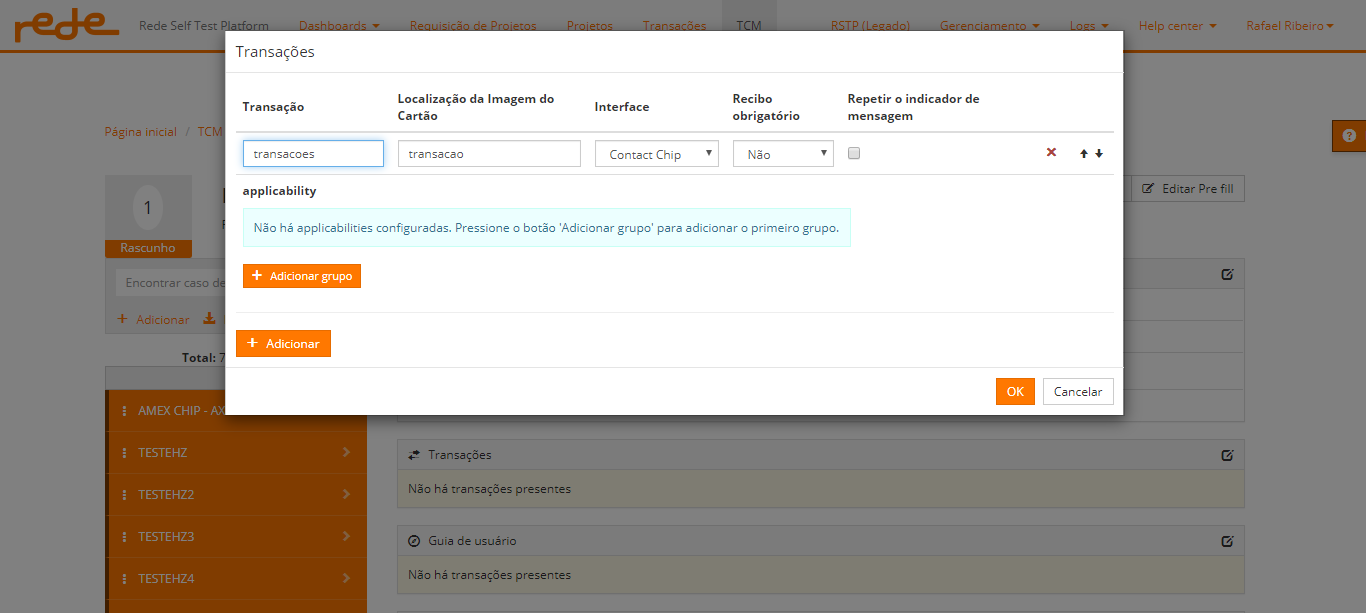 rede Rede Self Test Platform Dashboards Requisição de Projetos Projetos Transações TCM RSTP (Legado) Gerenciamento Logs Help center Rafael Ribeiro
Transações
Transação Localização da Imagem do Cartão Interface Recibo obrigatório Repetir o indicador de mensagem
transacoes transacao Contact Chip Não
applicability
Não há applicabilities configuradas. Pressione o botão 'Adicionar grupo' para adicionar o primeiro grupo.
+ Adicionar grupo
+ Adicionar
OK Cancelar
Página inicial / TCM
1
Rascunho
Editar Pre fill
Encontrar caso de
+ Adicionar
Total: 7
AMEX CHIP - AX
TESTEHZ
TESTEHZ2
TESTEHZ3
TESTEHZ4
Transações
Não há transações presentes
Guia de usuário
Não há transações presentes